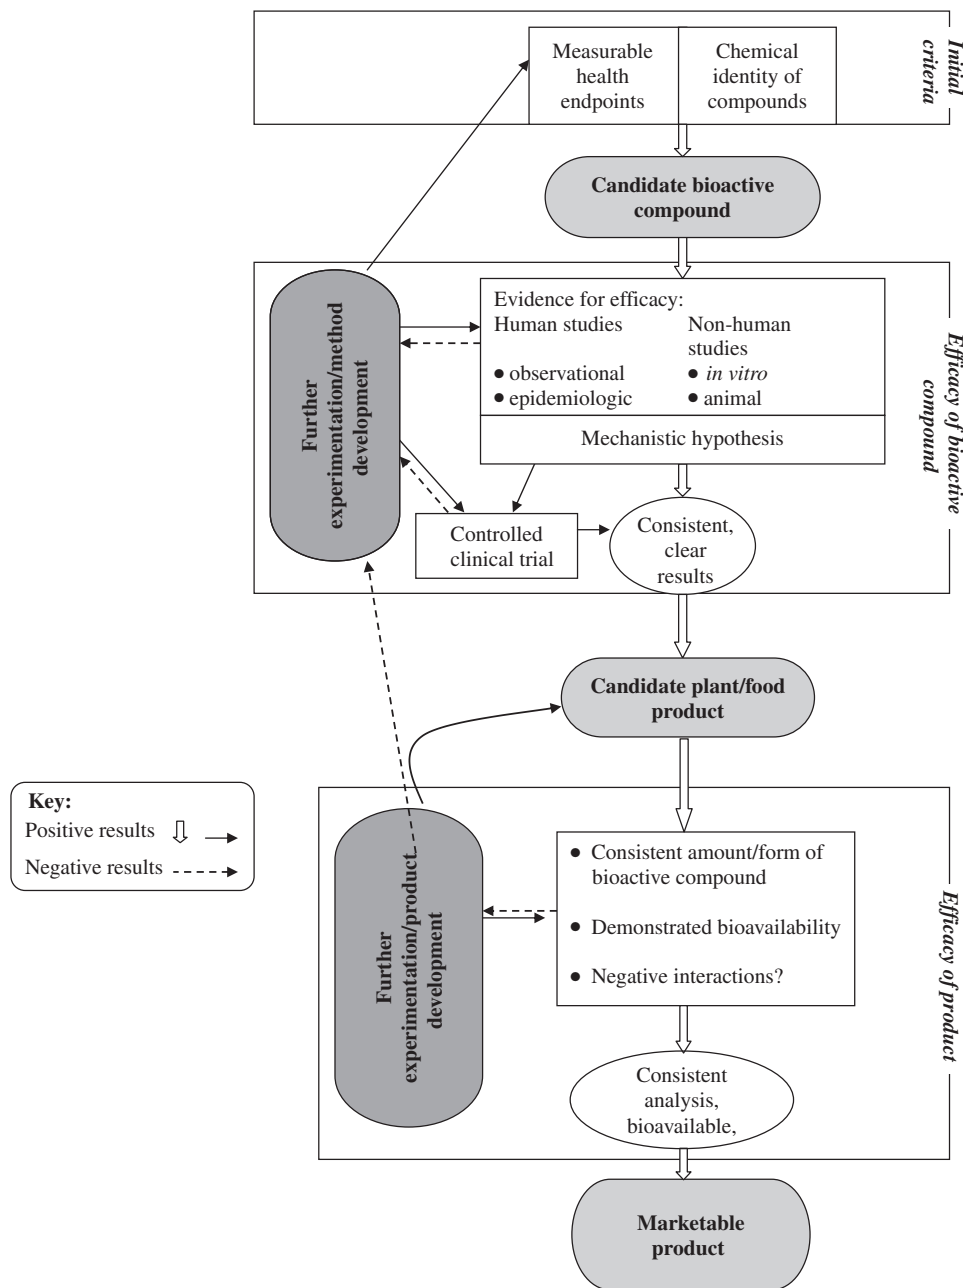 Measurable
health
endpoints
Chemical
identity of
compounds
Initial
criteria
Candidate bioactive
compound
Evidence for efficacy:
Human studies
● observational
● epidemiologic
Non-human
studies
● in vitro
● animal
Mechanistic hypothesis
Further
experimentation/method
development
Controlled
clinical trial
Consistent,
clear
results
Efficacy of bioactive
compound
Candidate plant/food
product
Key:
Positive results
Negative results
Further
experimentation/product
development
● Consistent amount/form of
bioactive compound
● Demonstrated bioavailability
● Negative interactions?
Consistent
analysis,
bioavailable,
Efficacy of product
Marketable
product